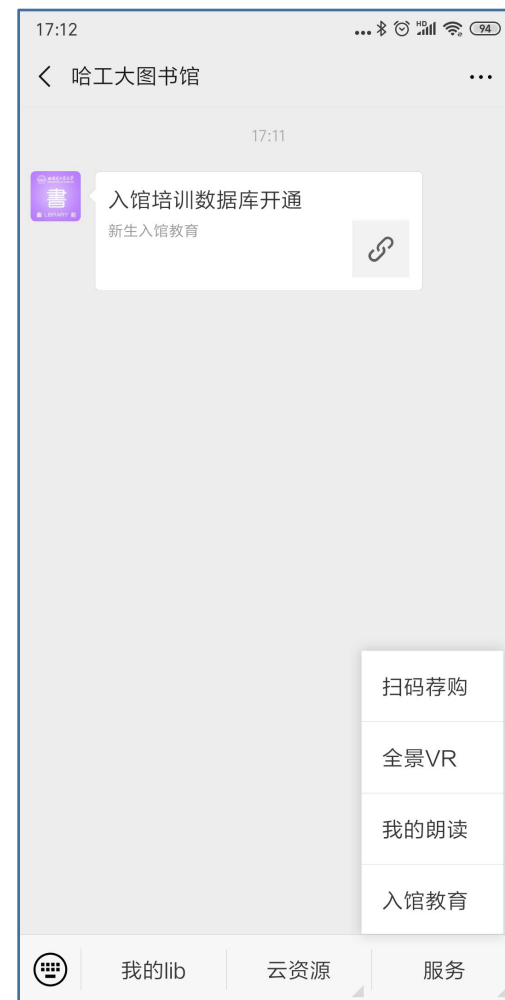 17:12
HD
94
哈工大图书馆
17:11
書
LIBRARY
入馆培训数据库开通
新生入馆教育
扫码荐购
全景VR
我的朗读
入馆教育
我的lib
云资源
服务